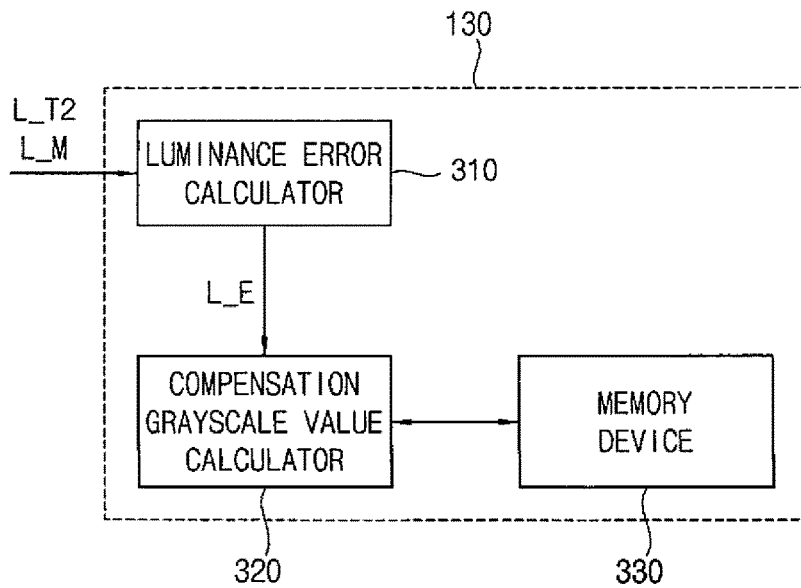 130
L_T2
L_M
LUMINANCE ERROR
CALCULATOR
310
L_E
COMPENSATION
GRAYSCALE VALUE
CALCULATOR
MEMORY
DEVICE
320
330